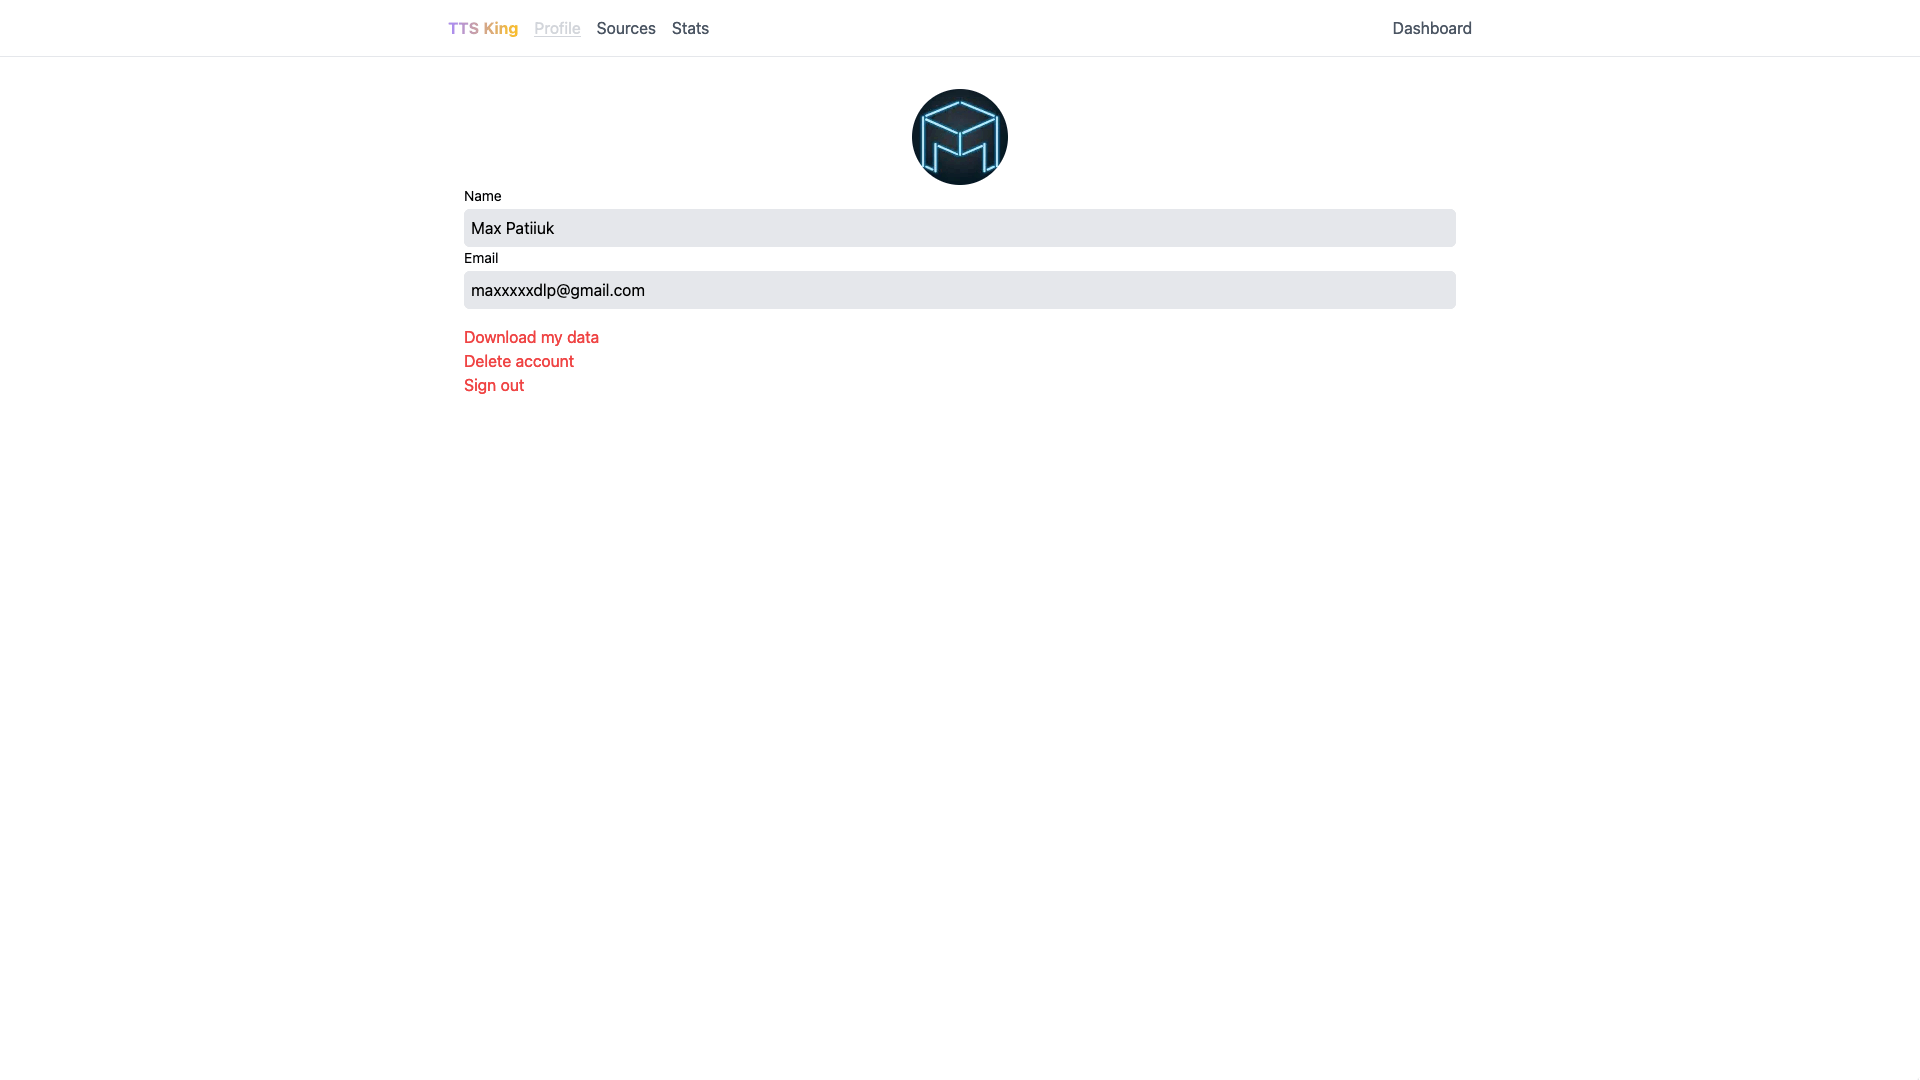 TTS King Profile Sources Stats Dashboard
Name
Max Patiiuk
Email
maxxxxxdlp@gmail.com
Download my data
Delete account
Sign out